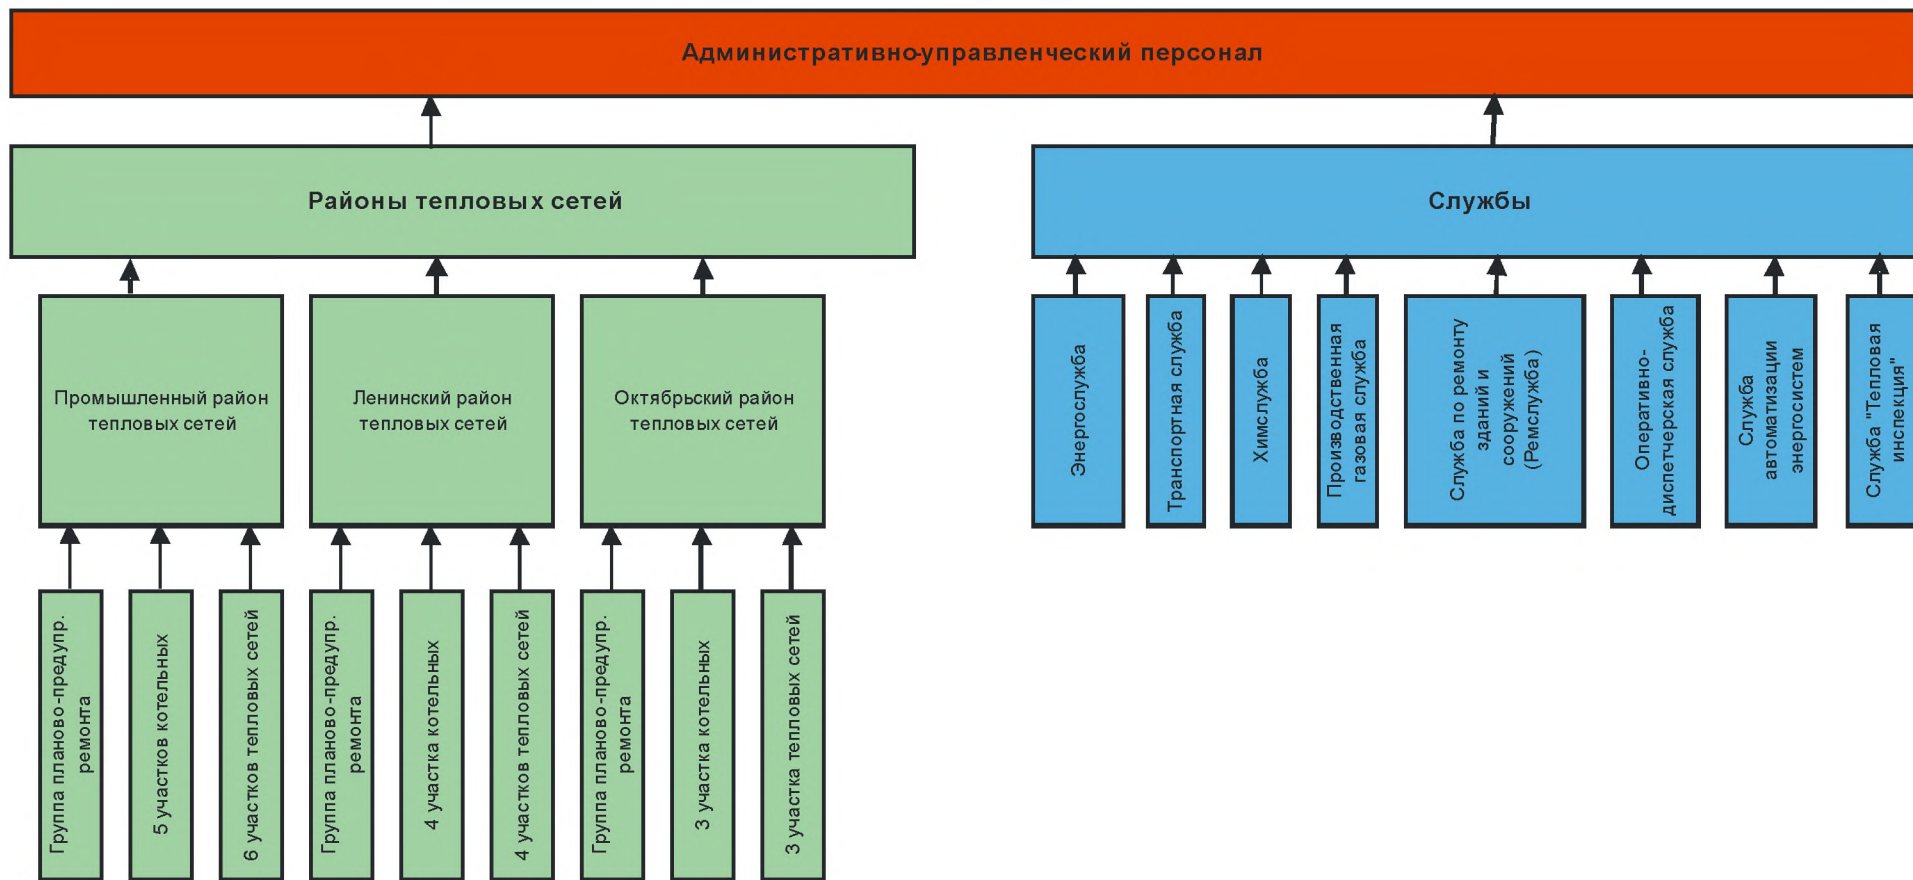 Административно-управленческий персонал
Районы тепловых сетей
Службы
Промышленный район
тепловых сетей
Ленинский район
тепловых сетей
Октябрьский район
тепловых сетей
Энергослужба
Транспортная служба
Химслужба
Производственная
газовая служба
Служба по ремонту
зданий и
сооружений
(Ремслужба)
Оперативно-
диспетчерская служба
Служба
автоматизации
энергосистем
Служба "Тепловая
инспекция"
Группа планово-предупр.
ремонта
5 участков котельных
6 участков тепловых сетей
Группа планово-предупр.
ремонта
4 участка котельных
4 участков тепловых сетей
Группа планово-предупр.
ремонта
3 участка котельных
3 участка тепловых сетей